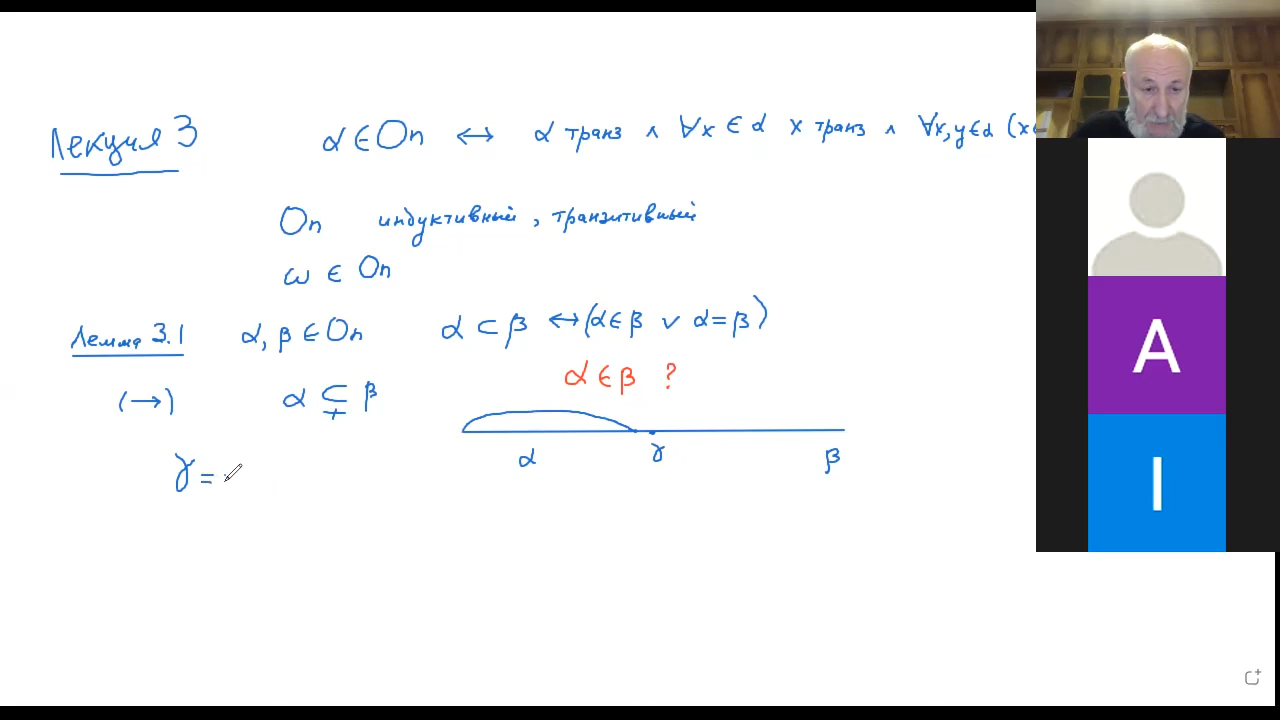 Лекция 3 α ∈ On ↔ α транз ∧ ∀x ∈ α x транз ∧ ∀x,y ∈ α (x ∈
On индуктивный, транзитивный
ω ∈ On
Лемма 3.1 α, β ∈ On α ⊂ β ↔ (α ∈ β ∨ α = β)
α ∈ β ?
(→) α ⊊ β
α γ β
γ =
A
I